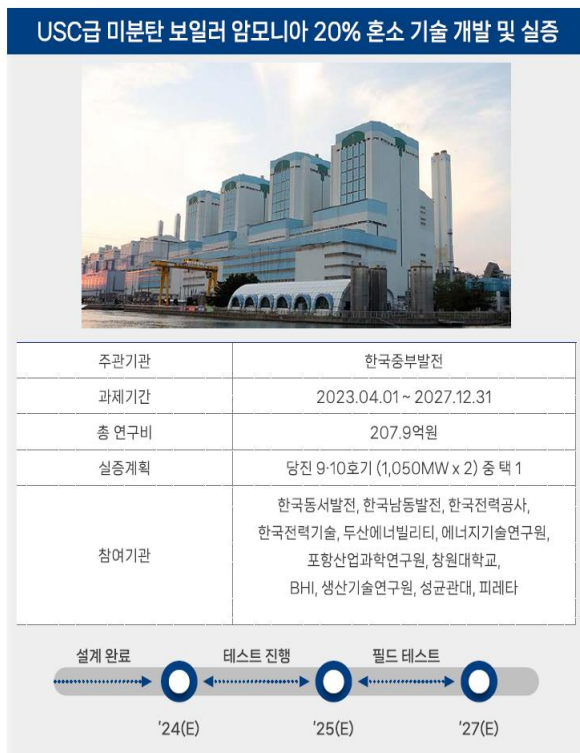 USC급 미분탄 보일러 암모니아 20% 혼소 기술 개발 및 실증
주관기관
한국중부발전
과제기간
2023.04.01 ~ 2027.12.31
총 연구비
207.9억원
실증계획
당진 9·10호기 (1,050MW x 2) 중 택 1
참여기관
한국동서발전, 한국남동발전, 한국전력공사,
한국전력기술, 두산에너빌리티, 에너지기술연구원,
포항산업과학연구원, 창원대학교,
BHI, 생산기술연구원, 성균관대, 피레타
설계 완료
테스트 진행
필드 테스트
'24(E)
'25(E)
'27(E)